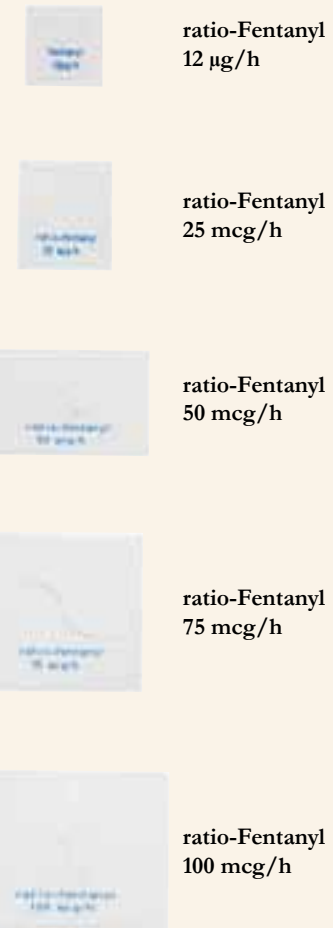 ratio-Fentanyl
12 µg/h
ratio-Fentanyl
25 mcg/h
ratio-Fentanyl
50 mcg/h
ratio-Fentanyl
75 mcg/h
ratio-Fentanyl
100 mcg/h